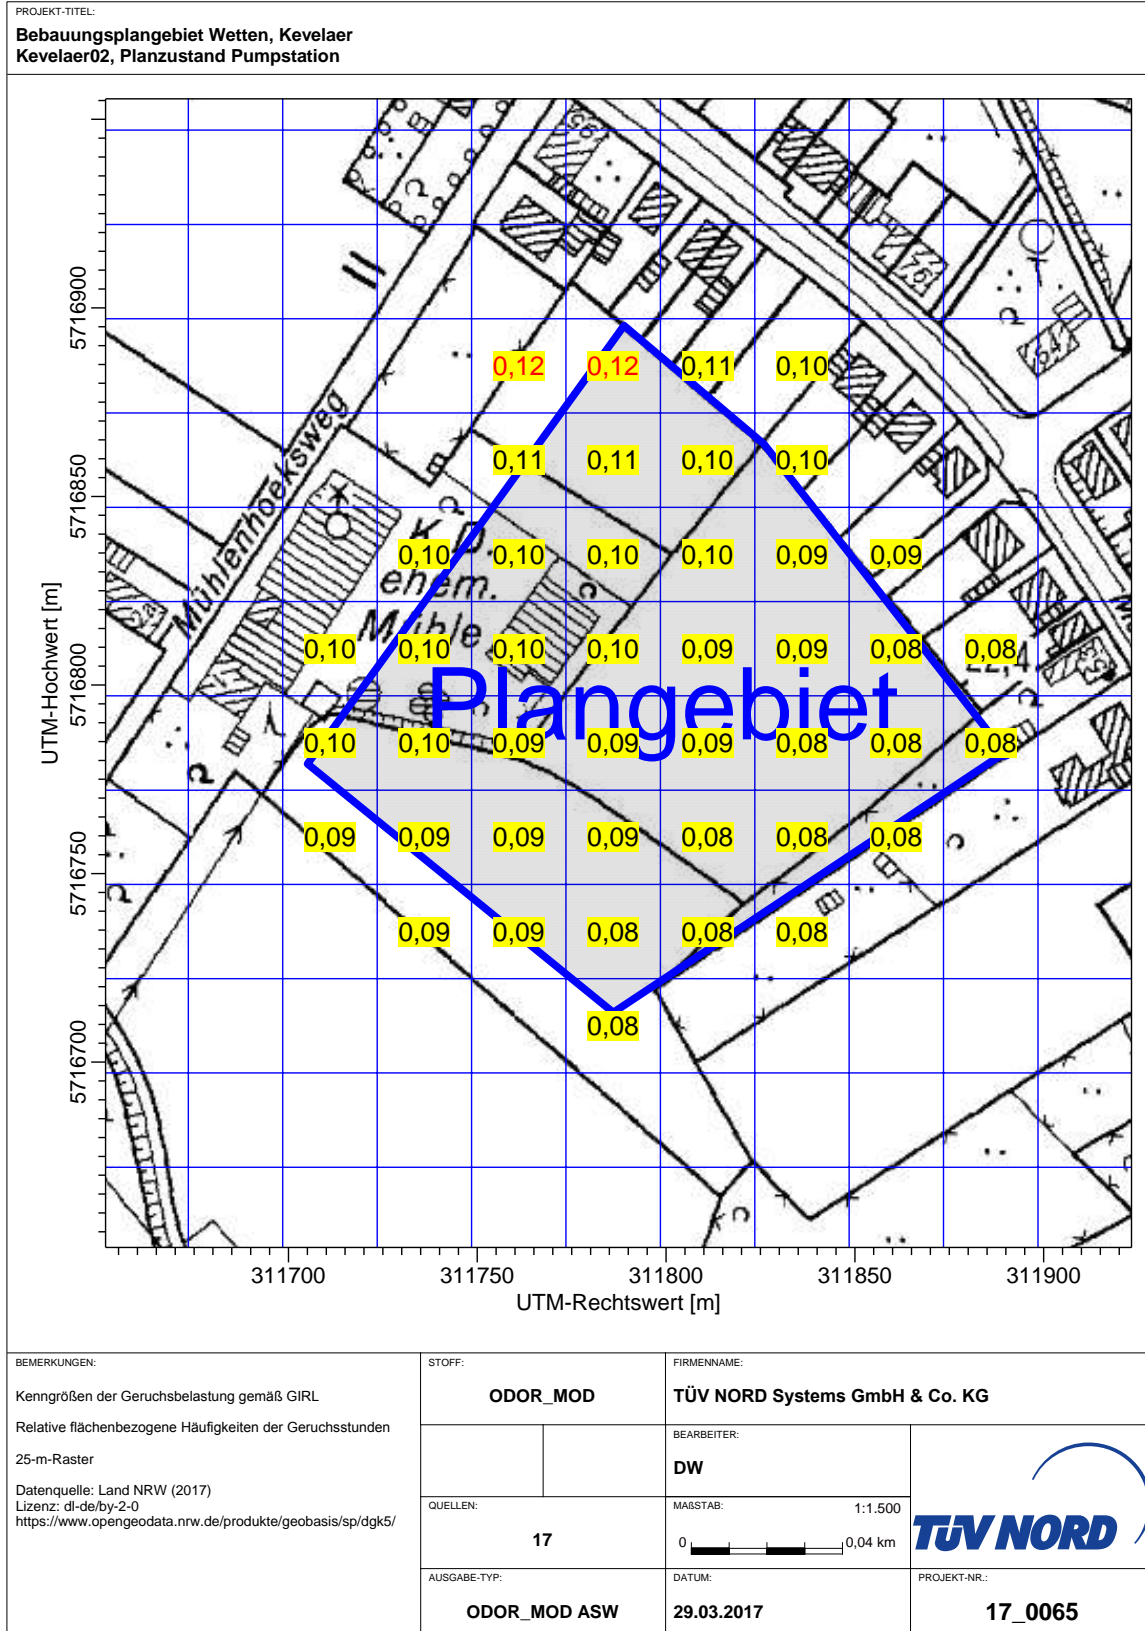 PROJEKT-TITEL:
Bebauungsplangebiet Wetten, Kevelaer
Kevelaer02, Planzustand Pumpstation
UTM-Hochwert [m]
5716900
5716850
5716800
5716750
5716700
Mühlenhoeksweg
K.D.
ehem.
Mühle
Plangebiet
0,12 0,12 0,11 0,10
0,11 0,11 0,10 0,10
0,10 0,10 0,10 0,10 0,09 0,09
0,10 0,10 0,10 0,10 0,09 0,09 0,08 0,08
0,10 0,10 0,09 0,09 0,09 0,08 0,08 0,08
0,09 0,09 0,09 0,09 0,08 0,08 0,08
0,09 0,09 0,08 0,08 0,08
0,08
311700 311750 311800 311850 311900
UTM-Rechtswert [m]
BEMERKUNGEN:
Kenngrößen der Geruchsbelastung gemäß GIRL
Relative flächenbezogene Häufigkeiten der Geruchsstunden
25-m-Raster
Datenquelle: Land NRW (2017)
Lizenz: dl-de/by-2-0
https://www.opengeodata.nrw.de/produkte/geobasis/sp/dgk5/
STOFF:
ODOR_MOD
QUELLEN:
17
AUSGABE-TYP:
ODOR_MOD ASW
FIRMENNAME:
TÜV NORD Systems GmbH & Co. KG
BEARBEITER:
DW
MAßSTAB:
1:1.500
0 0,04 km
DATUM:
29.03.2017
TÜV NORD
PROJEKT-NR.:
17_0065